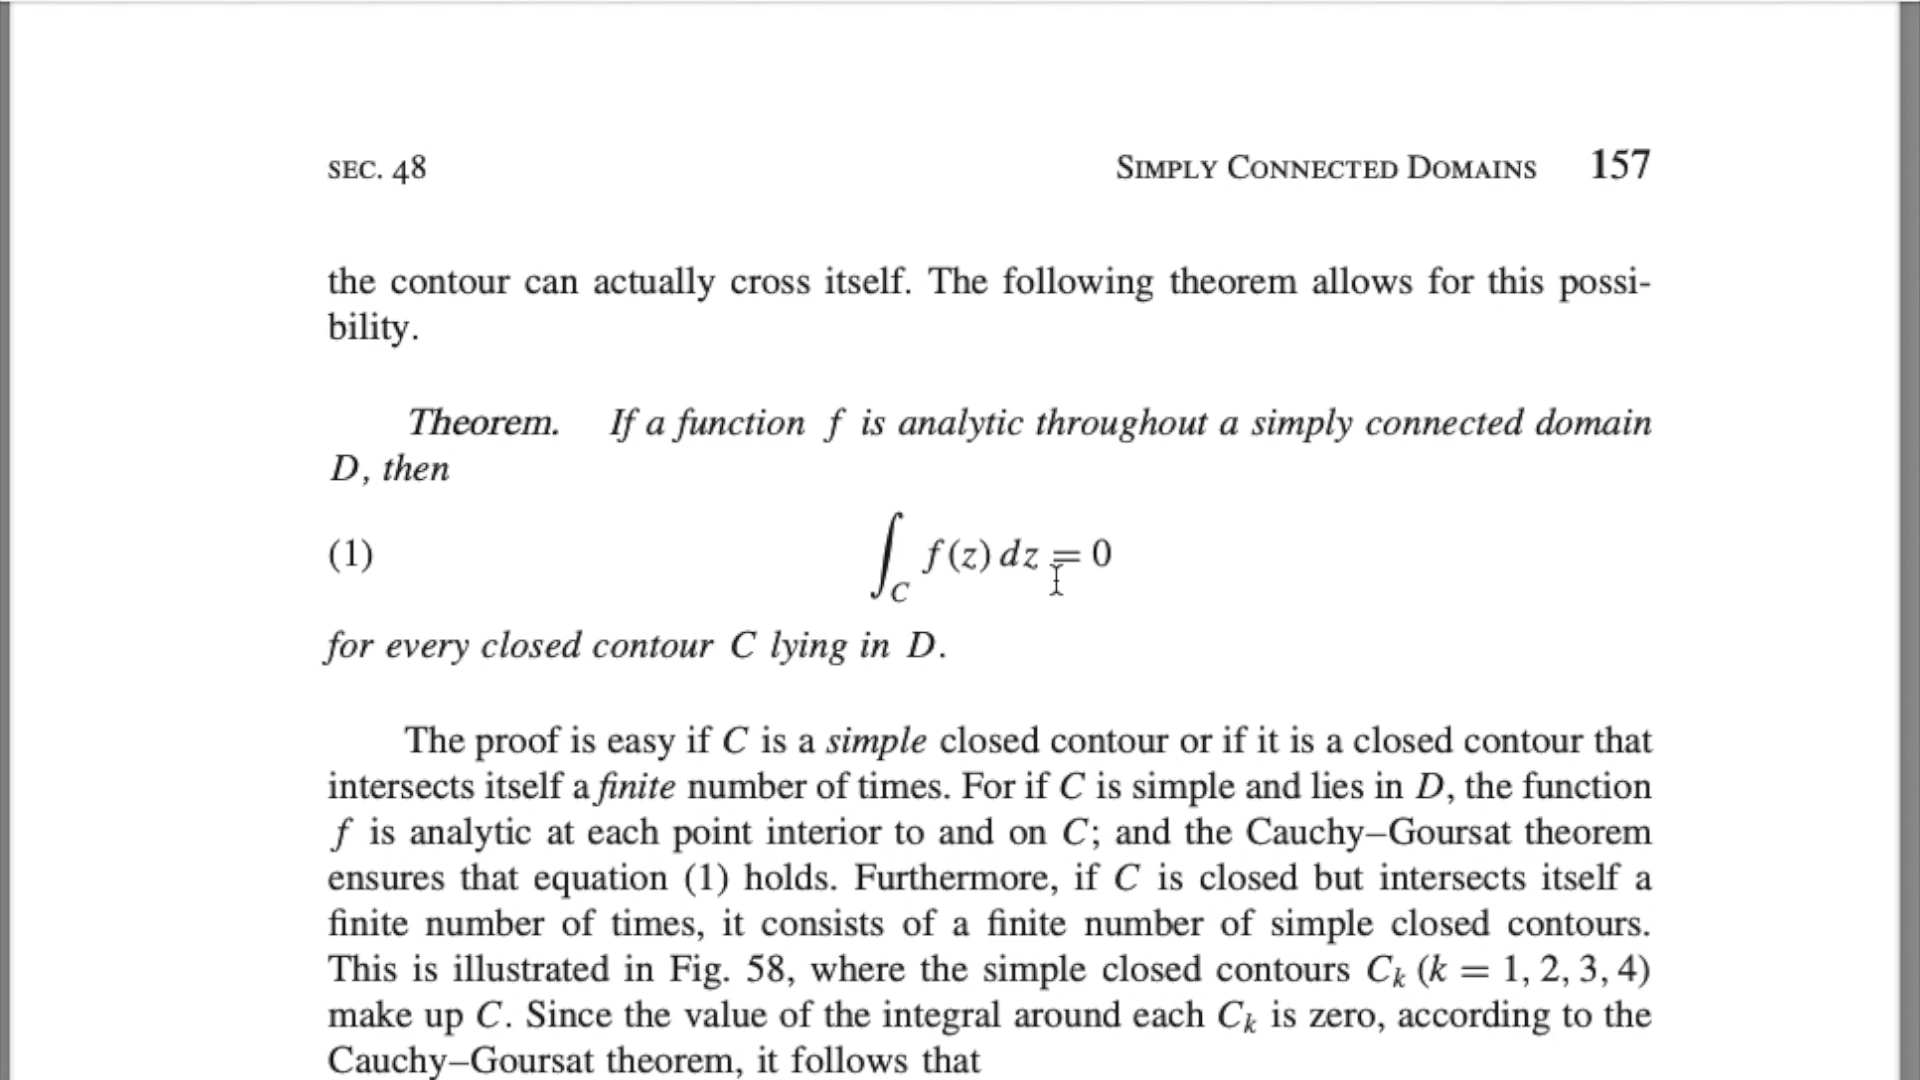 SEC. 48 SIMPLY CONNECTED DOMAINS 157
the contour can actually cross itself. The following theorem allows for this possi-
bility.
Theorem. If a function f is analytic throughout a simply connected domain
D, then
(1) ∫_C f(z) dz = 0
for every closed contour C lying in D.
The proof is easy if C is a simple closed contour or if it is a closed contour that
intersects itself a finite number of times. For if C is simple and lies in D, the function
f is analytic at each point interior to and on C; and the Cauchy–Goursat theorem
ensures that equation (1) holds. Furthermore, if C is closed but intersects itself a
finite number of times, it consists of a finite number of simple closed contours.
This is illustrated in Fig. 58, where the simple closed contours C_k (k = 1, 2, 3, 4)
make up C. Since the value of the integral around each C_k is zero, according to the
Cauchy–Goursat theorem, it follows that